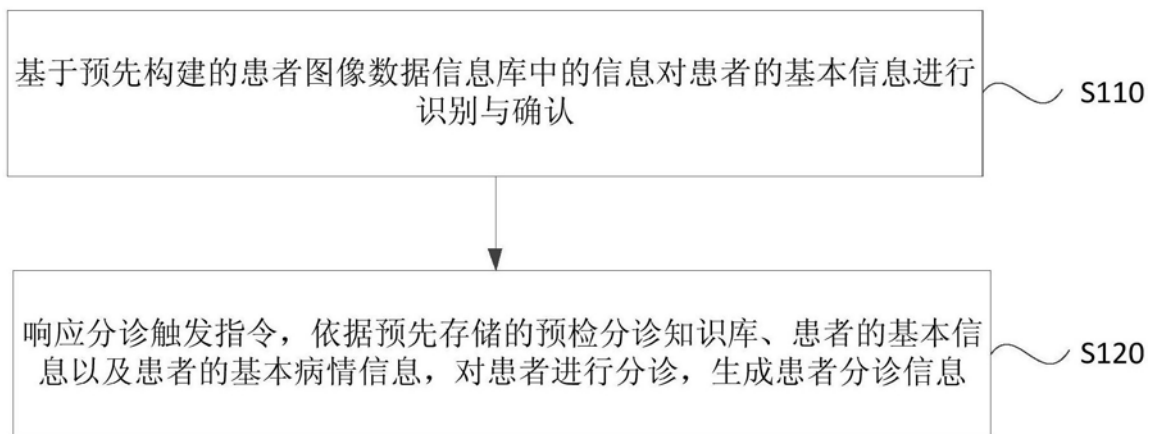 基于预先构建的患者图像数据信息库中的信息对患者的基本信息进行
识别与确认
S110
响应分诊触发指令，依据预先存储的预检分诊知识库、患者的基本信
息以及患者的基本病情信息，对患者进行分诊，生成患者分诊信息
S120